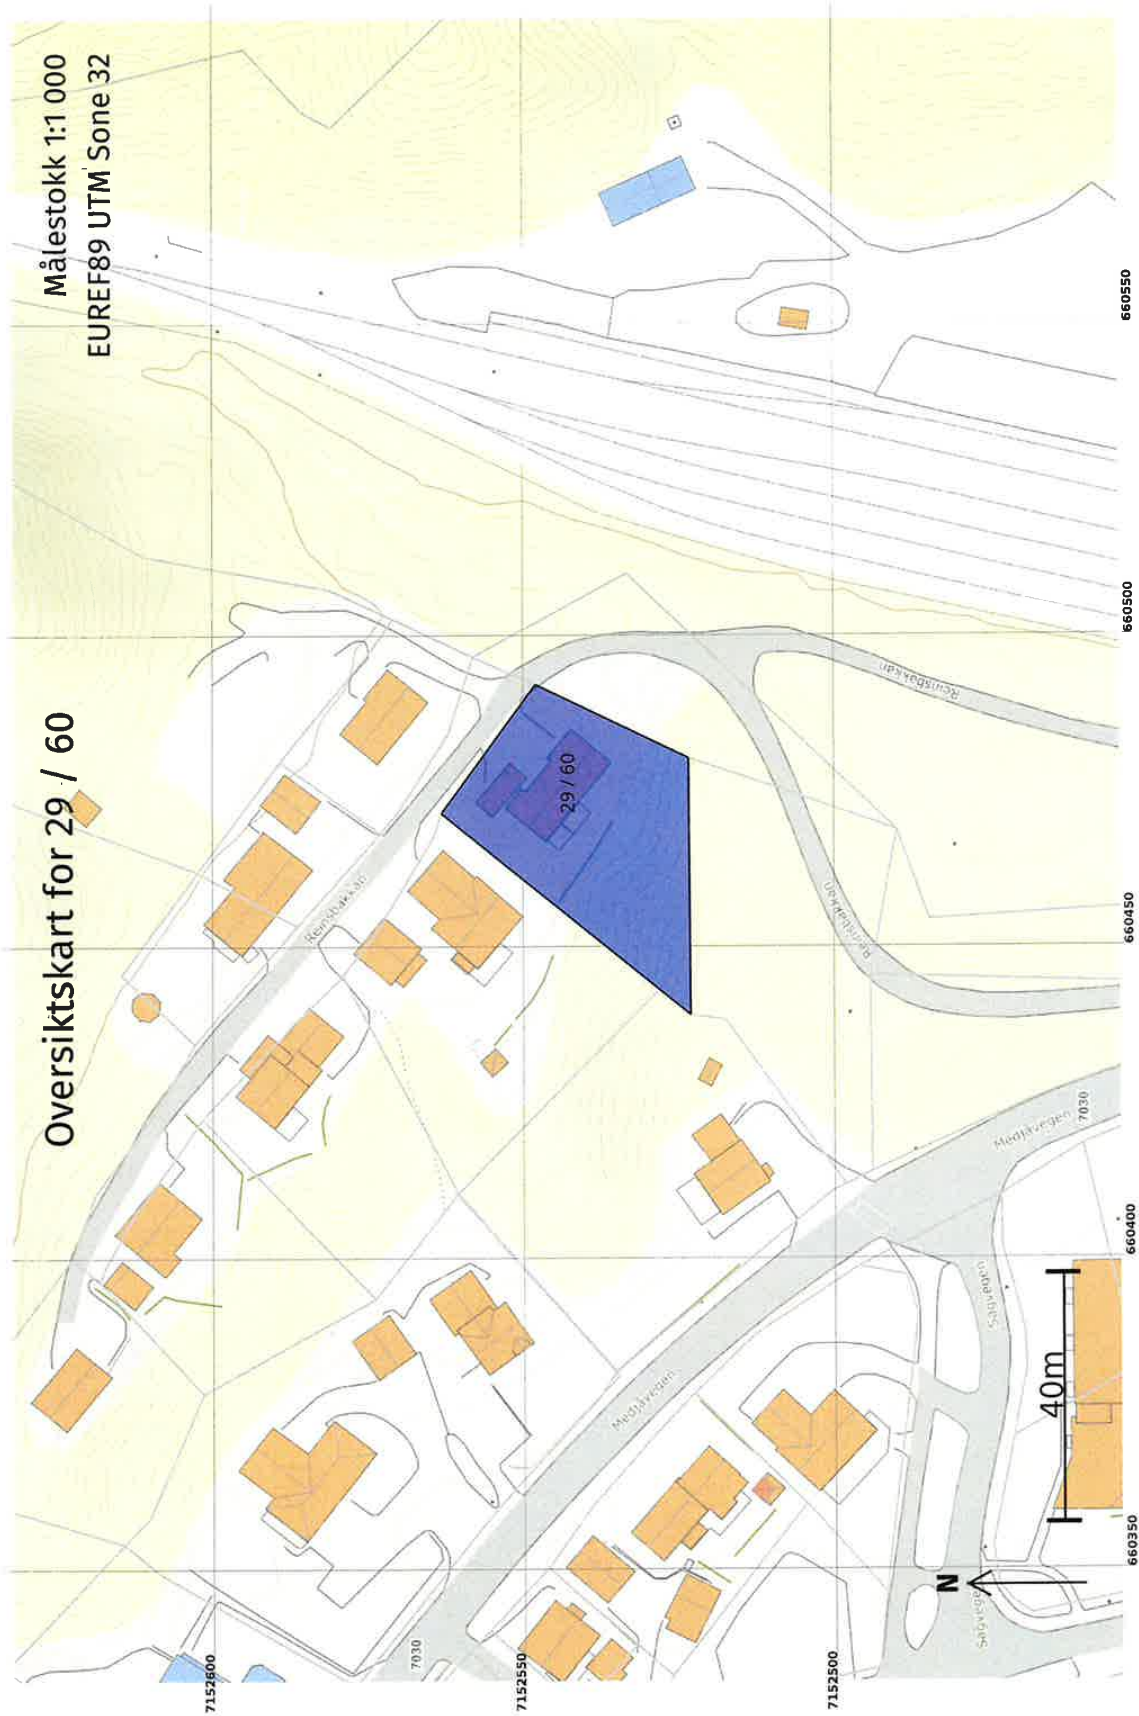 Oversiktskart for 29 / 60
Målestokk 1:1 000
EUREF89 UTM Sone 32
29 / 60
Reinsbakkan
Reinsbakkan
Reinsbakkan
Medjåvegen
7030
Medjåvegen
7030
Sagvegen
Sagvegen
40m
N
7152600
7152550
7152500
660350
660400
660450
660500
660550